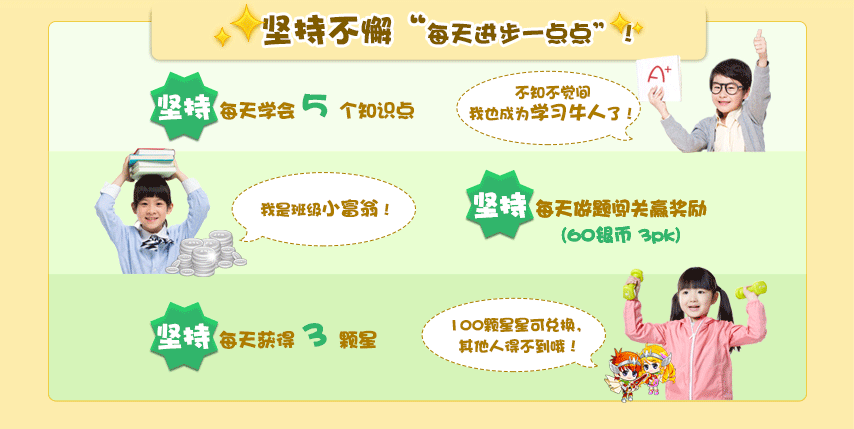 坚持不懈“每天进步一点点”！
A+
坚持 每天学会 5 个知识点
不知不觉间
我也成为学习牛人了！
我是班级小富翁！
坚持 每天做题闯关赢奖励
(60银币 3pk)
坚持 每天获得 3 颗星
100颗星星可兑换，
其他人得不到哦！